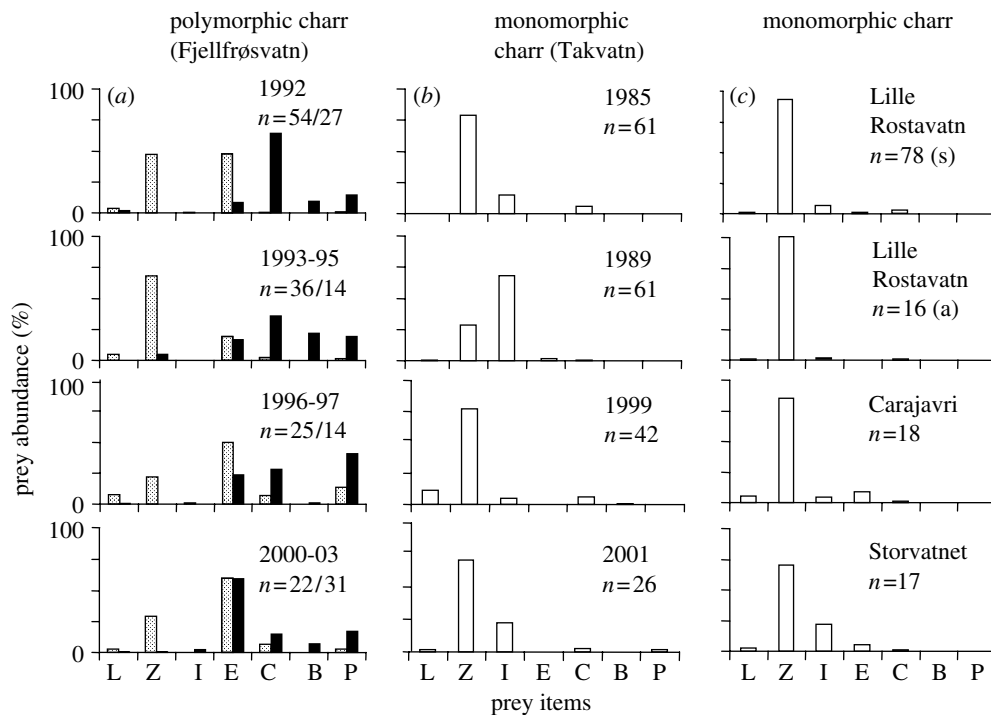 polymorphic charr
(Fjellfrøsvatn)
monomorphic
charr (Takvatn)
monomorphic charr
prey abundance (%)
100
0
(a)
1992
n=54/27
(b)
1985
n=61
(c)
Lille
Rostavatn
n=78 (s)
100
0
1993-95
n=36/14
1989
n=61
Lille
Rostavatn
n=16 (a)
100
0
1996-97
n=25/14
1999
n=42
Carajavri
n=18
100
0
2000-03
n=22/31
2001
n=26
Storvatnet
n=17
L Z I E C B P
L Z I E C B P
L Z I E C B P
prey items